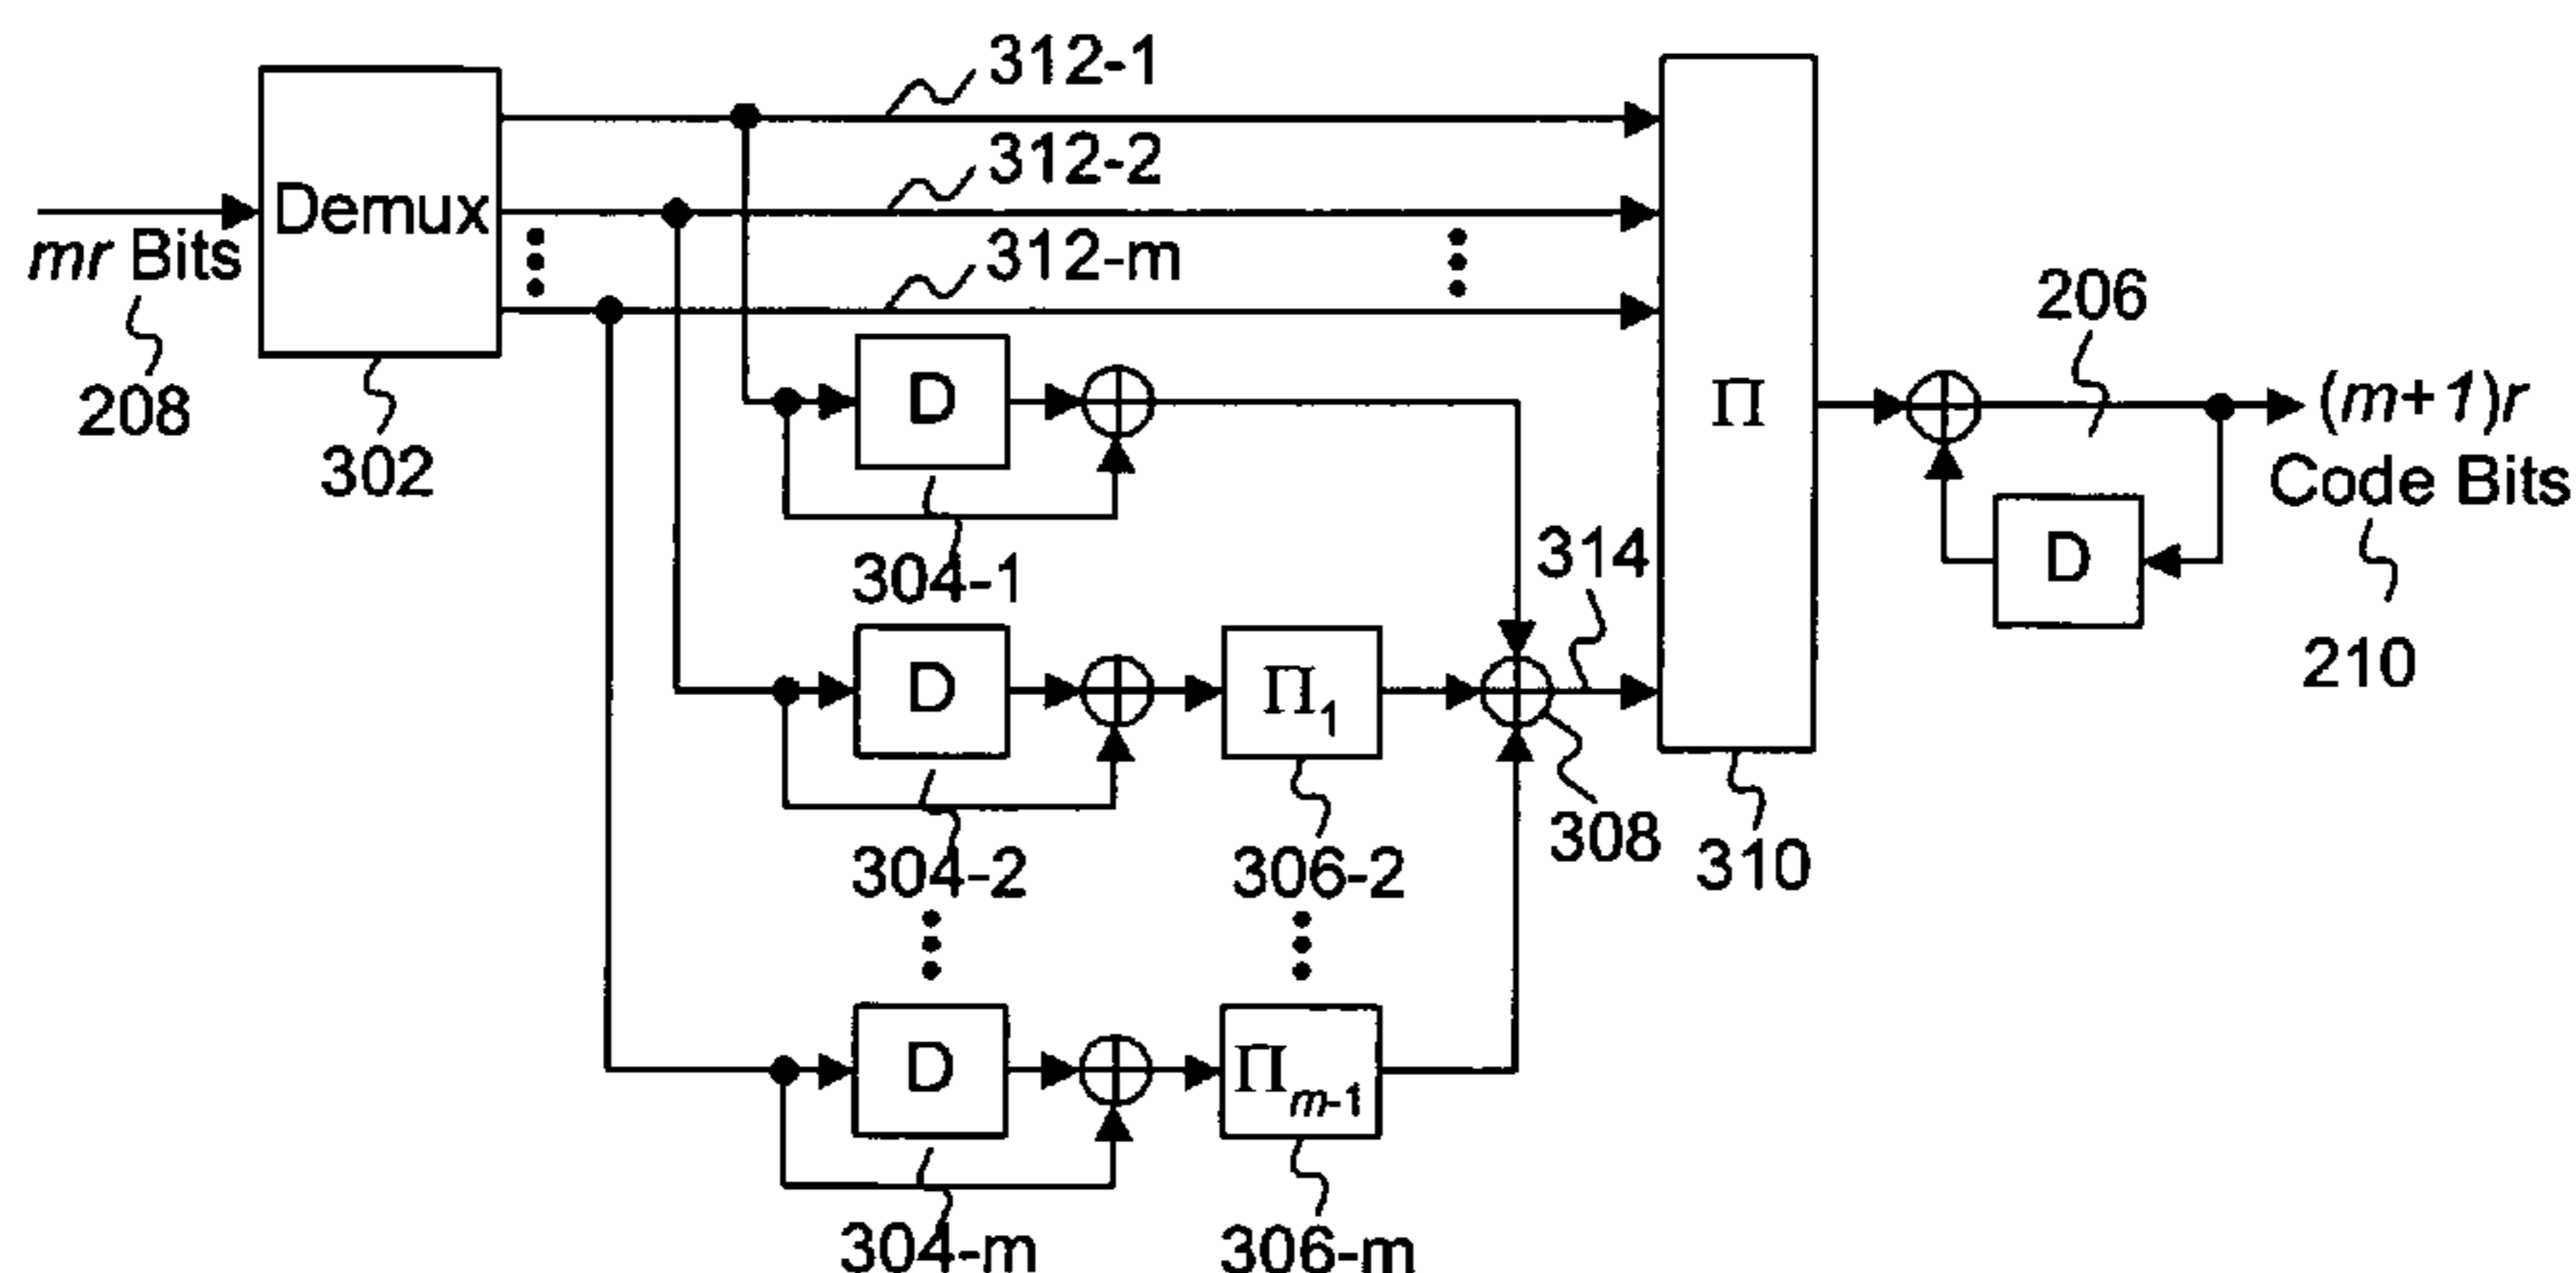 312-1
312-2
312-m
Demux
mr Bits
208
302
D
304-1
D
304-2
Π1
306-2
D
304-m
Πm-1
306-m
314
308
Π
310
206
D
(m+1)r
Code Bits
210